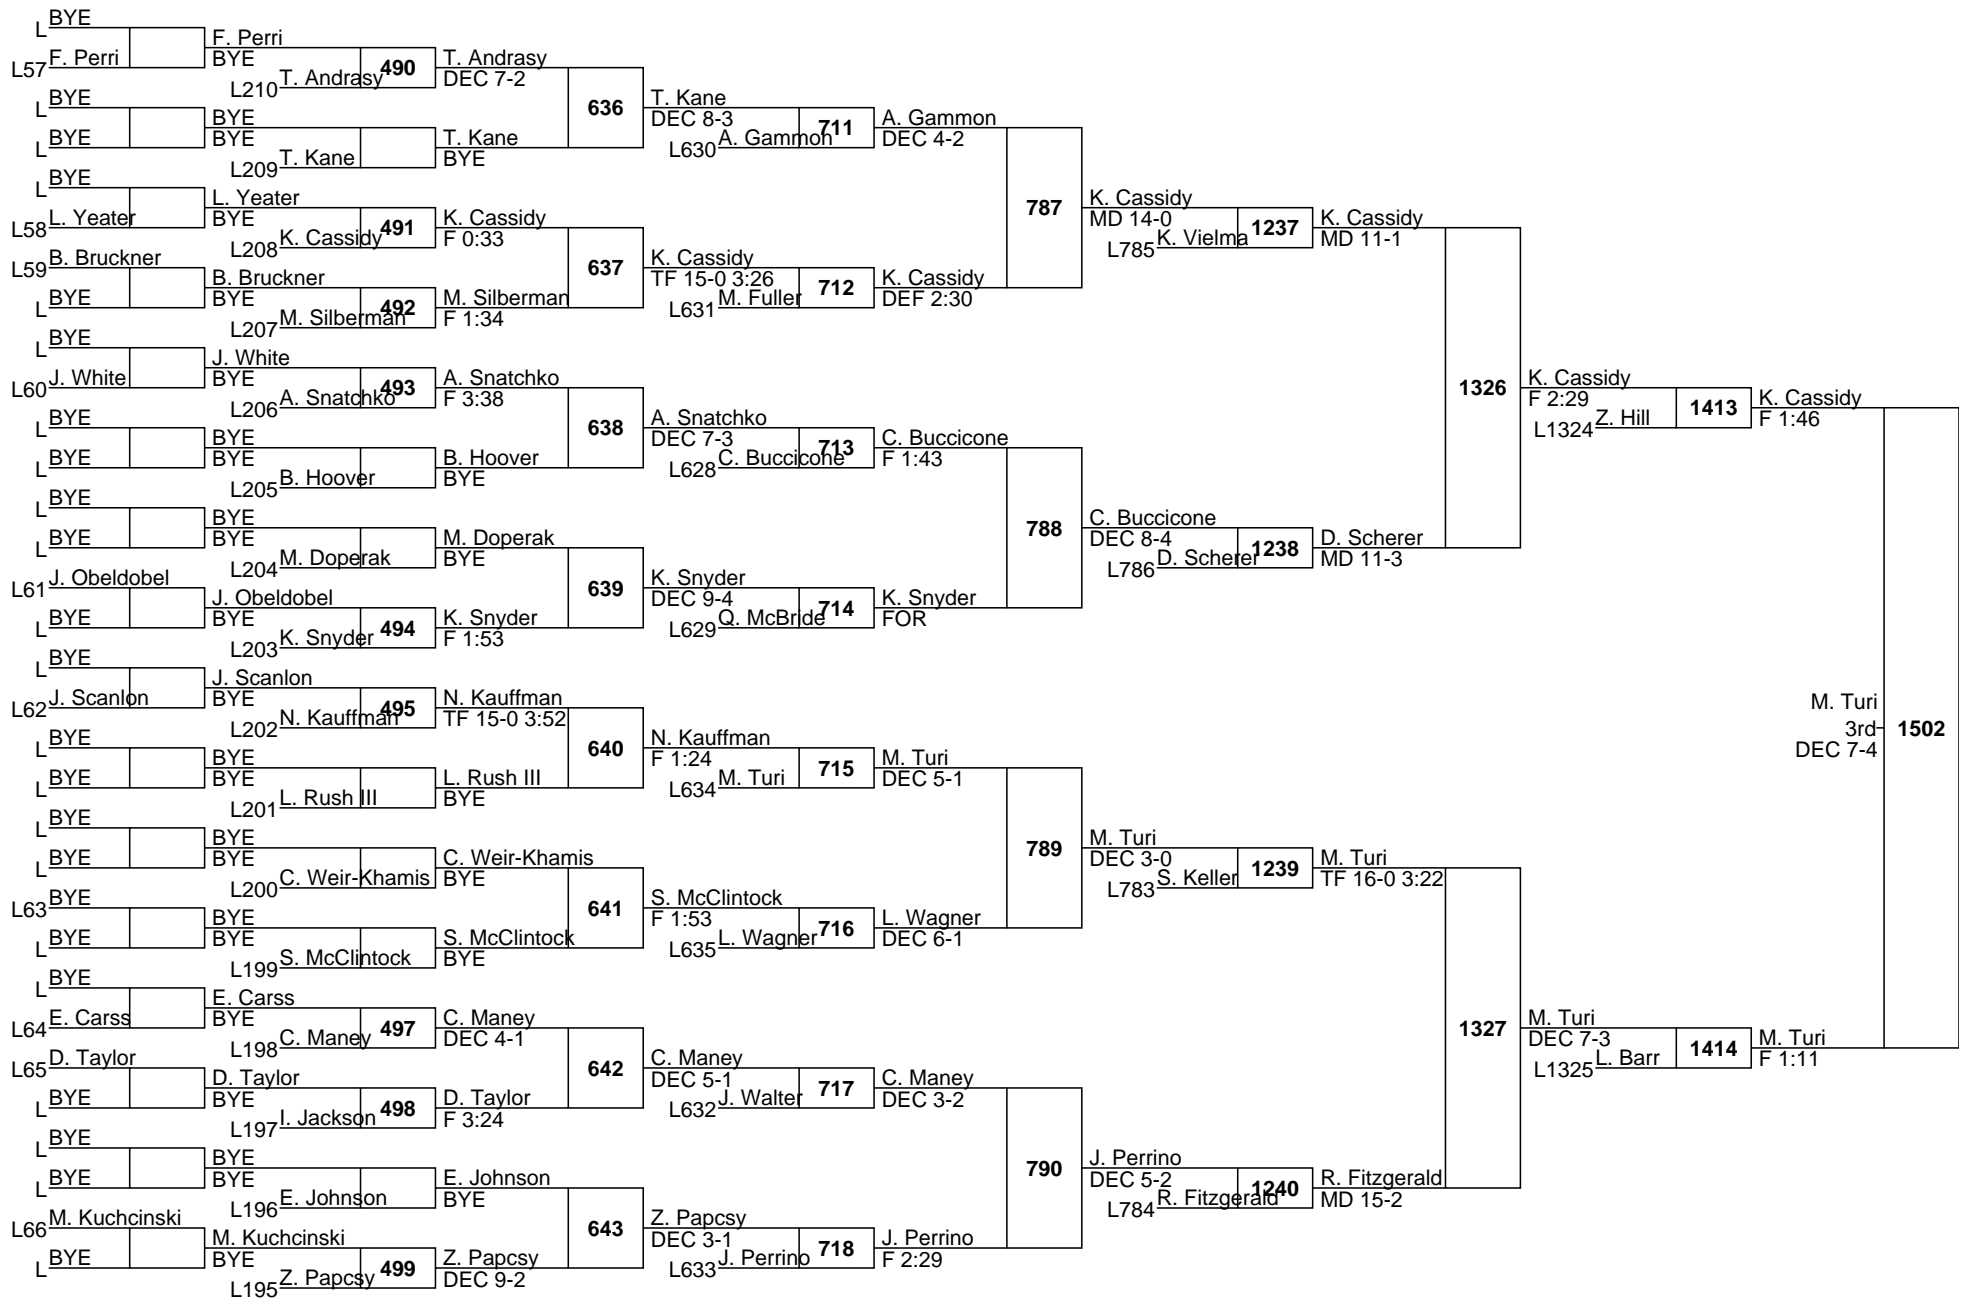 BYE
L
F. Perri
L57 F. Perri
BYE
490
T. Andrasy
L210 T. Andrasy
DEC 7-2
BYE
L
636
T. Kane
BYE
DEC 8-3
711
A. Gammon
BYE
L
BYE
T. Kane
L630 A. Gammon
DEC 4-2
L209 T. Kane
BYE
BYE
L
787
K. Cassidy
L. Yeater
MD 14-0
1237
K. Cassidy
L58 L. Yeater
BYE
491
K. Cassidy
L785 K. Vielma
MD 11-1
L208 K. Cassidy
F 0:33
L59 B. Bruckner
637
K. Cassidy
B. Bruckner
TF 15-0 3:26
712
K. Cassidy
BYE
L
BYE
492
M. Silberman
L631 M. Fuller
DEF 2:30
L207 M. Silberman
F 1:34
BYE
L
J. White
L60 J. White
BYE
493
A. Snatchko
1326
K. Cassidy
L206 A. Snatchko
F 3:38
F 2:29
1413
K. Cassidy
BYE
L
638
A. Snatchko
L1324 Z. Hill
F 1:46
BYE
DEC 7-3
713
C. Buccicone
BYE
L
BYE
B. Hoover
L628 C. Buccicone
F 1:43
L205 B. Hoover
BYE
BYE
L
788
C. Buccicone
BYE
DEC 8-4
1238
D. Scherer
BYE
L
BYE
M. Doperak
L786 D. Scherer
MD 11-3
L204 M. Doperak
BYE
L61 J. Obeldobel
639
K. Snyder
J. Obeldobel
DEC 9-4
714
K. Snyder
BYE
L
BYE
494
K. Snyder
L629 Q. McBride
FOR
L203 K. Snyder
F 1:53
BYE
L
J. Scanlon
L62 J. Scanlon
BYE
495
N. Kauffman
M. Turi
L202 N. Kauffman
TF 15-0 3:52
3rd
1502
BYE
L
640
N. Kauffman
DEC 7-4
BYE
F 1:24
715
M. Turi
BYE
L
BYE
L. Rush III
L634 M. Turi
DEC 5-1
L201 L. Rush III
BYE
BYE
L
789
M. Turi
BYE
DEC 3-0
1239
M. Turi
BYE
L
BYE
C. Weir-Khamis
L783 S. Keller
TF 16-0 3:22
L200 C. Weir-Khamis
BYE
L63 BYE
641
S. McClintock
BYE
F 1:53
716
L. Wagner
BYE
L
BYE
S. McClintock
L635 L. Wagner
DEC 6-1
L199 S. McClintock
BYE
BYE
L
E. Carss
L64 E. Carss
BYE
497
C. Maney
1327
M. Turi
L198 C. Maney
DEC 4-1
DEC 7-3
1414
M. Turi
L65 D. Taylor
642
C. Maney
L1325 L. Barr
F 1:11
D. Taylor
DEC 5-1
717
C. Maney
BYE
L
BYE
498
D. Taylor
L632 J. Walter
DEC 3-2
L197 I. Jackson
F 3:24
BYE
L
790
J. Perrino
BYE
DEC 5-2
1240
R. Fitzgerald
BYE
L
BYE
E. Johnson
L784 R. Fitzgerald
MD 15-2
L196 E. Johnson
BYE
L66 M. Kuchcinski
643
Z. Papcsy
M. Kuchcinski
DEC 3-1
718
J. Perrino
BYE
L
BYE
499
Z. Papcsy
L633 J. Perrino
F 2:29
L195 Z. Papcsy
DEC 9-2